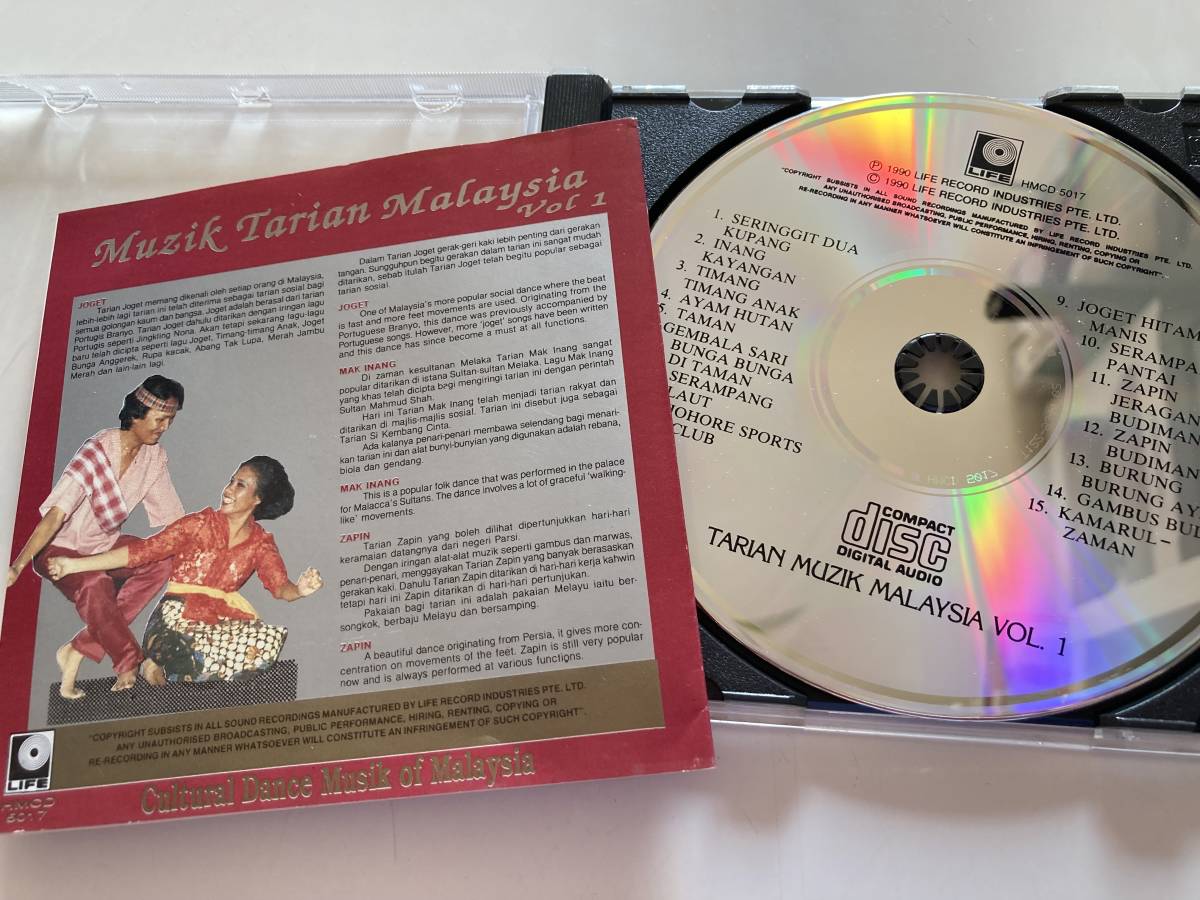 Muzik Tarian Malaysia
Vol 1
JOGET
Tarian Joget memang dikenali oleh setiap orang di Malaysia,
lebih-lebih lagi tarian ini telah diterima sebagai tarian sosial bagi
semua golongan kaum dan bangsa. Joget adalah berasal dari tarian
Portugis Branyo. Tarian Joget dahulu ditarikan dengan iringan lagu
Portugis seperti Jingkling Nona. Akan tetapi sekarang lagu-lagu
baru telah dicipta seperti lagu Joget, Timang-timang Anak, Joget
Bunga Anggerek, Rupa kacak, Abang Tak Lupa, Merah Jambu
Merah dan lain-lain lagi.
Dalam Tarian Joget gerak-geri kaki lebih penting dari gerakan
tangan. Sungguhpun begitu gerakan dalam tarian ini sangat mudah
ditarikan, sebab itulah Tarian Joget telah begitu popular sebagai
tarian sosial.
JOGET
One of Malaysia's more popular social dance where the beat
is fast and more feet movements are used. Originating from the
Portuguese Branyo, this dance was previously accompanied by
Portuguese songs. However, more 'joget' songs have been written
and this dance has since become a must at all functions.
MAK INANG
Di zaman kesultanan Melaka Tarian Mak Inang sangat
popular ditarikan di istana Sultan-sultan Melaka. Lagu Mak Inang
yang khas telah dicipta bagi mengiringi tarian ini dengan perintah
Sultan Mahmud Shah.
Hari ini Tarian Mak Inang telah menjadi tarian rakyat dan
ditarikan di majlis-majlis sosial. Tarian ini disebut juga sebagai
Tarian Si Kembang Cinta.
Ada kalanya penari-penari membawa selendang bagi menari-
kan tarian ini dan alat bunyi-bunyian yang digunakan adalah rebana,
biola dan gendang.
MAK INANG
This is a popular folk dance that was performed in the palace
for Malacca's Sultans. The dance involves a lot of graceful 'walking-
like' movements.
ZAPIN
Tarian Zapin yang boleh dilihat dipertunjukkan hari-hari
keramaian datangnya dari negeri Parsi.
Dengan iringan alat-alat muzik seperti gambus dan marwas,
penari-penari, menggayakan Tarian Zapin yang banyak berasaskan
gerakan kaki. Dahulu Tarian Zapin ditarikan di hari-hari kerja kahwin
tetapi hari ini Zapin ditarikan di hari-hari pertunjukan.
Pakaian bagi tarian ini adalah pakaian Melayu iaitu ber-
songkok, berbaju Melayu dan bersamping.
ZAPIN
A beautiful dance originating from Persia, it gives more con-
centration on movements of the feet. Zapin is still very popular
now and is always performed at various functions.
"COPYRIGHT SUBSISTS IN ALL SOUND RECORDINGS MANUFACTURED BY LIFE RECORD INDUSTRIES PTE. LTD.
ANY UNAUTHORISED BROADCASTING, PUBLIC PERFORMANCE, HIRING, RENTING, COPYING OR
RE-RECORDING IN ANY MANNER WHATSOEVER WILL CONSTITUTE AN INFRINGEMENT OF SUCH COPYRIGHT".
LIFE
HMCD
5017
Cultural Dance Musik of Malaysia
LIFE
HMCD 5017
Ⓟ 1990 LIFE RECORD INDUSTRIES PTE. LTD.
© 1990 LIFE RECORD INDUSTRIES PTE. LTD.
"COPYRIGHT SUBSISTS IN ALL SOUND RECORDINGS MANUFACTURED BY LIFE RECORD INDUSTRIES PTE LTD.
ANY UNAUTHORISED BROADCASTING, PUBLIC PERFORMANCE, HIRING, RENTING, COPYING OR
RE-RECORDING IN ANY MANNER WHATSOEVER WILL CONSTITUTE AN INFRINGEMENT OF SUCH COPYRIGHT".
1. SERINGGIT DUA
KUPANG
2. INANG
KAYANGAN
3. TIMANG
TIMANG ANAK
4. AYAM HUTAN
5. TAMAN
GEMBALA SARI
BUNGA BUNGA
DI TAMAN
SERAMPANG
LAUT
JOHORE SPORTS
CLUB
9. JOGET HITAM
MANIS
10. SERAMPA
PANTAI
11. ZAPIN
JERAGAN
BUDIMAN
12. ZAPIN
BUDIMAN
13. BURUNG
BURUNG AY
14. GAMBUS BU
15. KAMARUL-
ZAMAN
COMPACT
disc
DIGITAL AUDIO
TARIAN MUZIK MALAYSIA VOL. 1